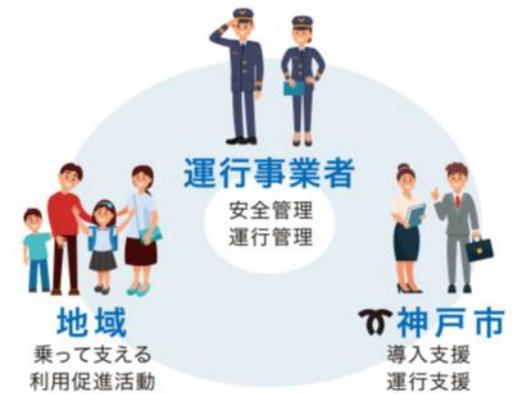 運行事業者
安全管理
運行管理
地域
乗って支える
利用促進活動
神戸市
導入支援
運行支援